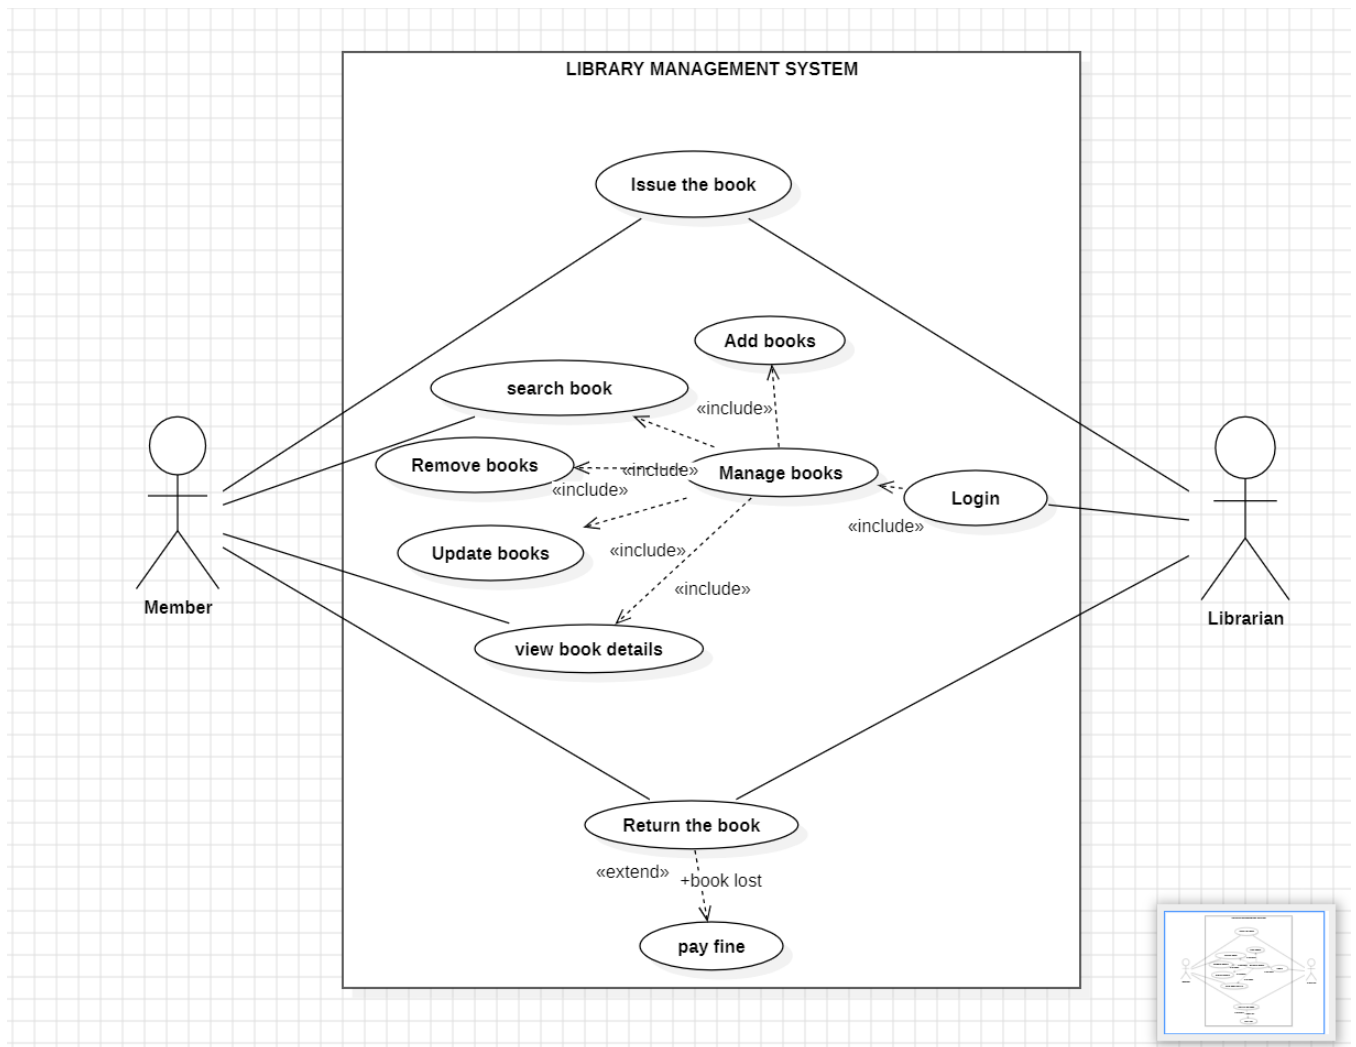 LIBRARY MANAGEMENT SYSTEM
Issue the book
Add books
search book
«include»
Remove books
«include»
Manage books
«include»
Login
«include»
Update books
«include»
«include»
Member
Librarian
view book details
Return the book
«extend»
+book lost
pay fine